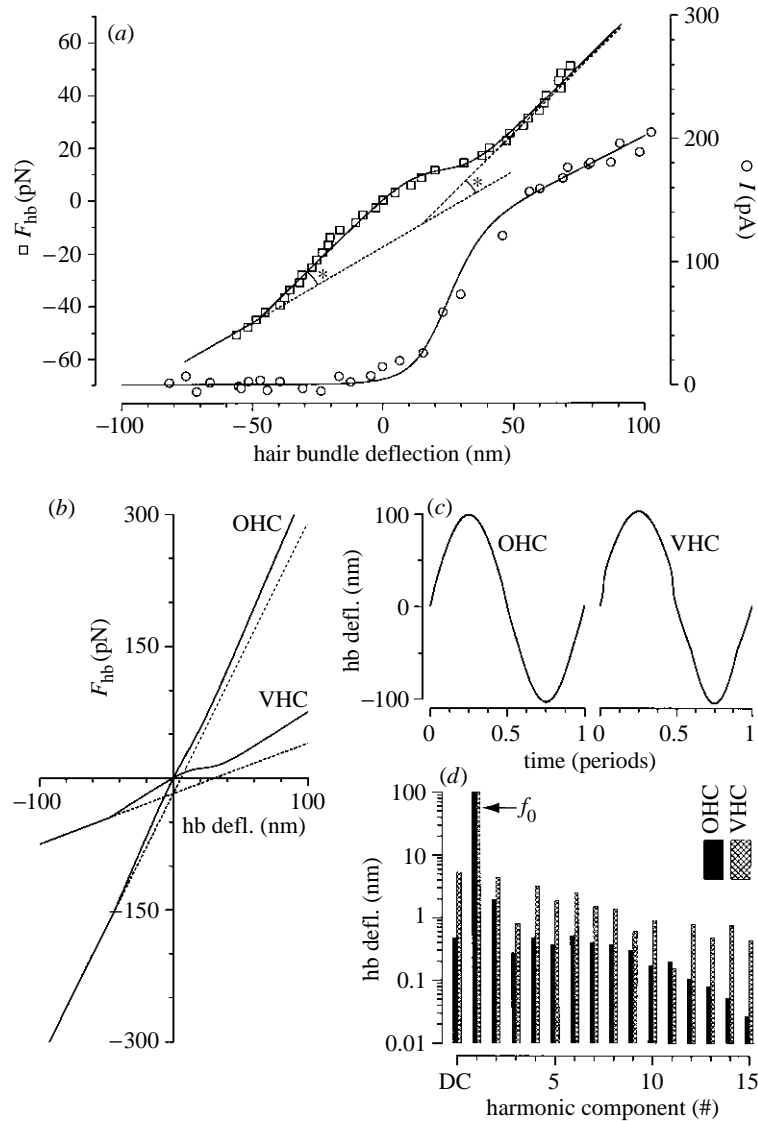 (a)
60
40
20
0
−20
−40
−60
□ F_hb (pN)
*
*
300
200
100
0
○ I (pA)
−100
−50
0
50
100
hair bundle deflection (nm)
(b)
300
OHC
150
F_hb (pN)
VHC
−100
100
hb defl. (nm)
−150
−300
(c)
100
OHC
VHC
hb defl. (nm)
0
−100
0
0.5
1
0
0.5
1
time (periods)
(d)
100
f_0
OHC
VHC
10
hb defl. (nm)
1
0.1
0.01
DC
5
10
15
harmonic component (#)